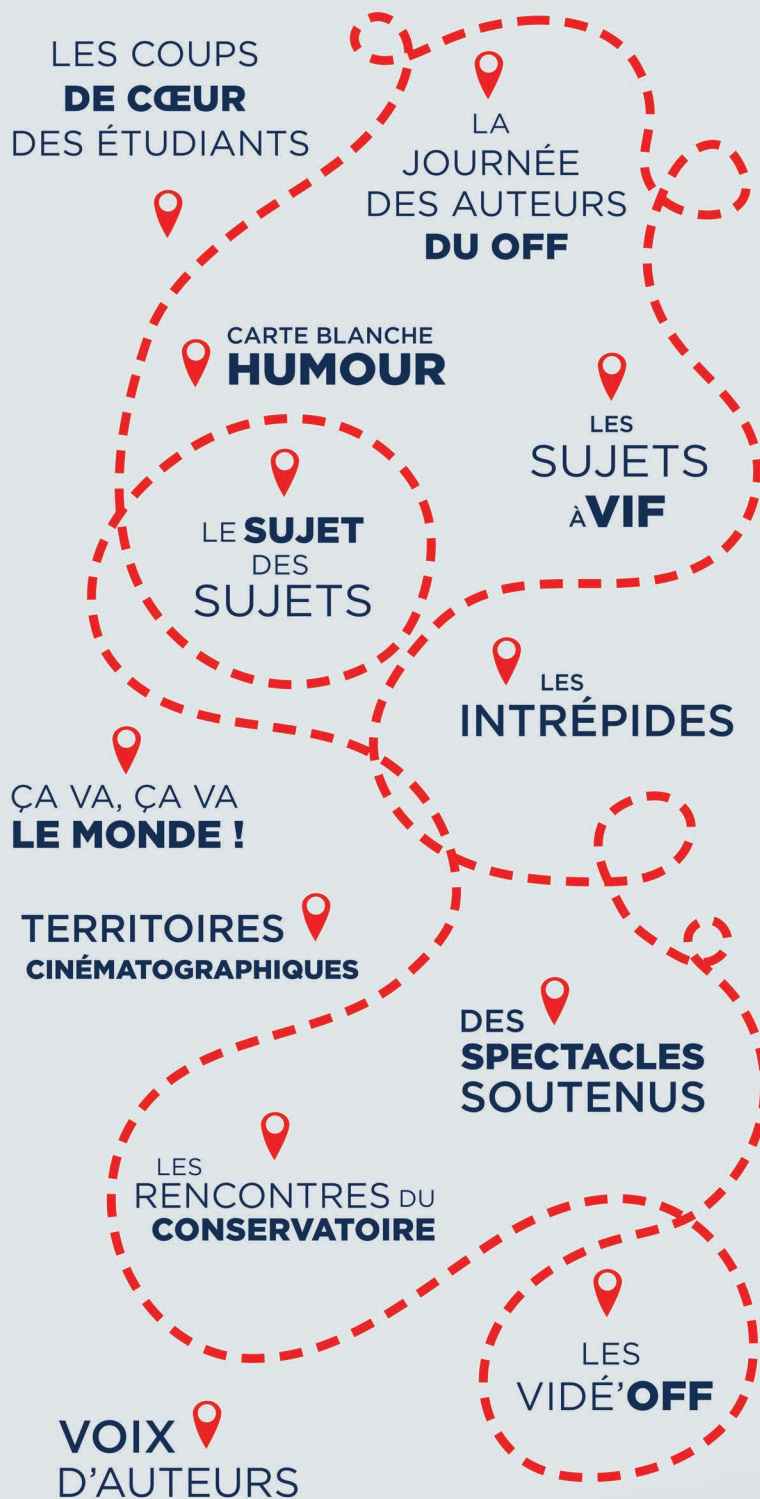 LES COUPS
DE CŒUR
DES ÉTUDIANTS
LA
JOURNÉE
DES AUTEURS
DU OFF
CARTE BLANCHE
HUMOUR
LES
SUJETS
À VIF
LE SUJET
DES
SUJETS
LES
INTRÉPIDES
ÇA VA, ÇA VA
LE MONDE !
TERRITOIRES
CINÉMATOGRAPHIQUES
DES
SPECTACLES
SOUTENUS
LES
RENCONTRES DU
CONSERVATOIRE
LES
VIDÉ’OFF
VOIX
D’AUTEURS